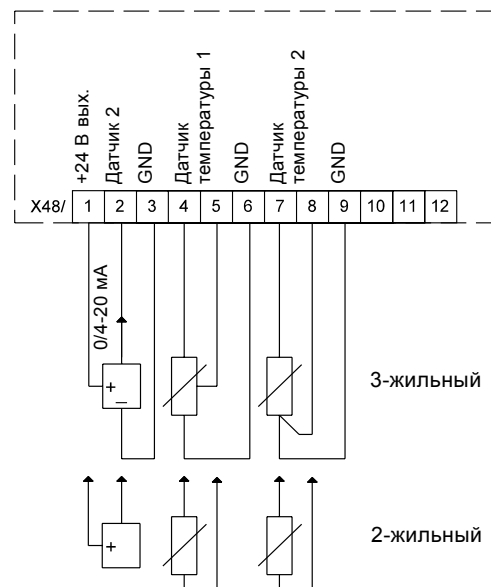 +24 В вых.
Датчик 2
GND
Датчик
температуры 1
GND
Датчик
температуры 2
GND
X48/ 1 2 3 4 5 6 7 8 9 10 11 12
0/4-20 мА
+
−
3-жильный
+
2-жильный